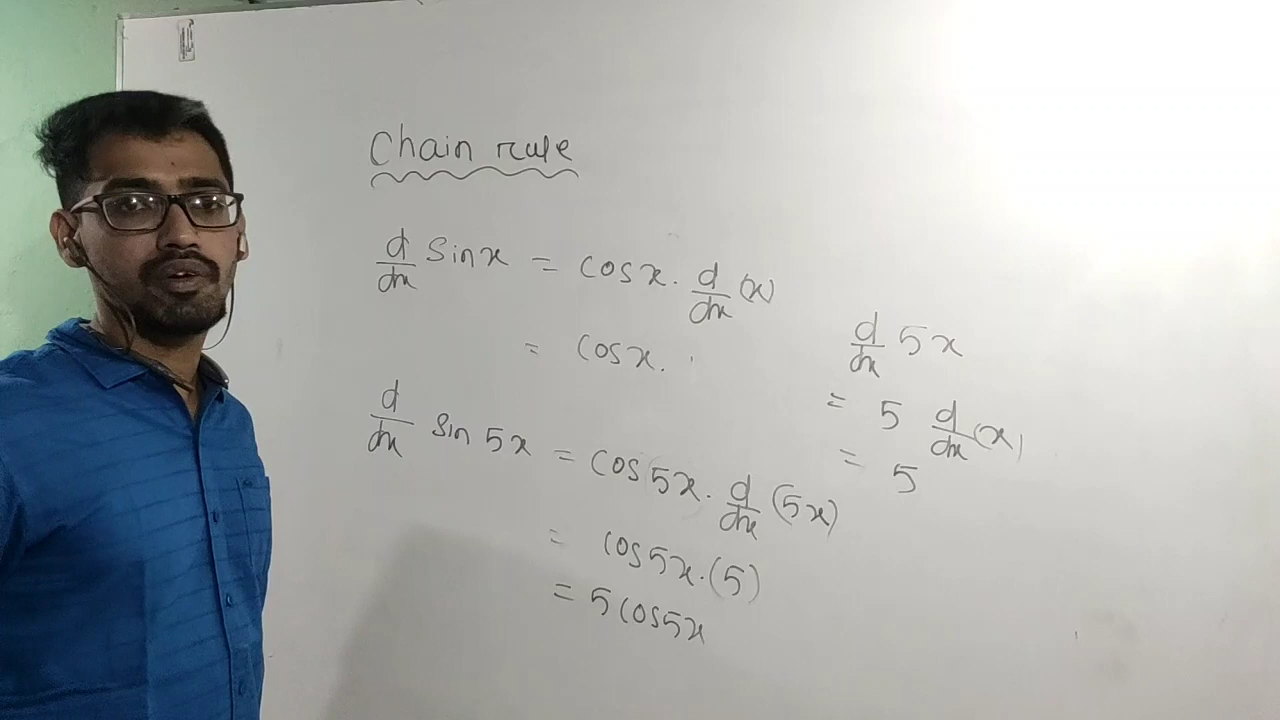 Chain rule
d/dx Sin x = cos x . d/dx (x)
= cos x .
d/dx sin 5x = cos 5x . d/dx (5x)
= cos 5x . (5)
= 5 cos 5x
d/dx 5x
= 5 d/dx (x)
= 5